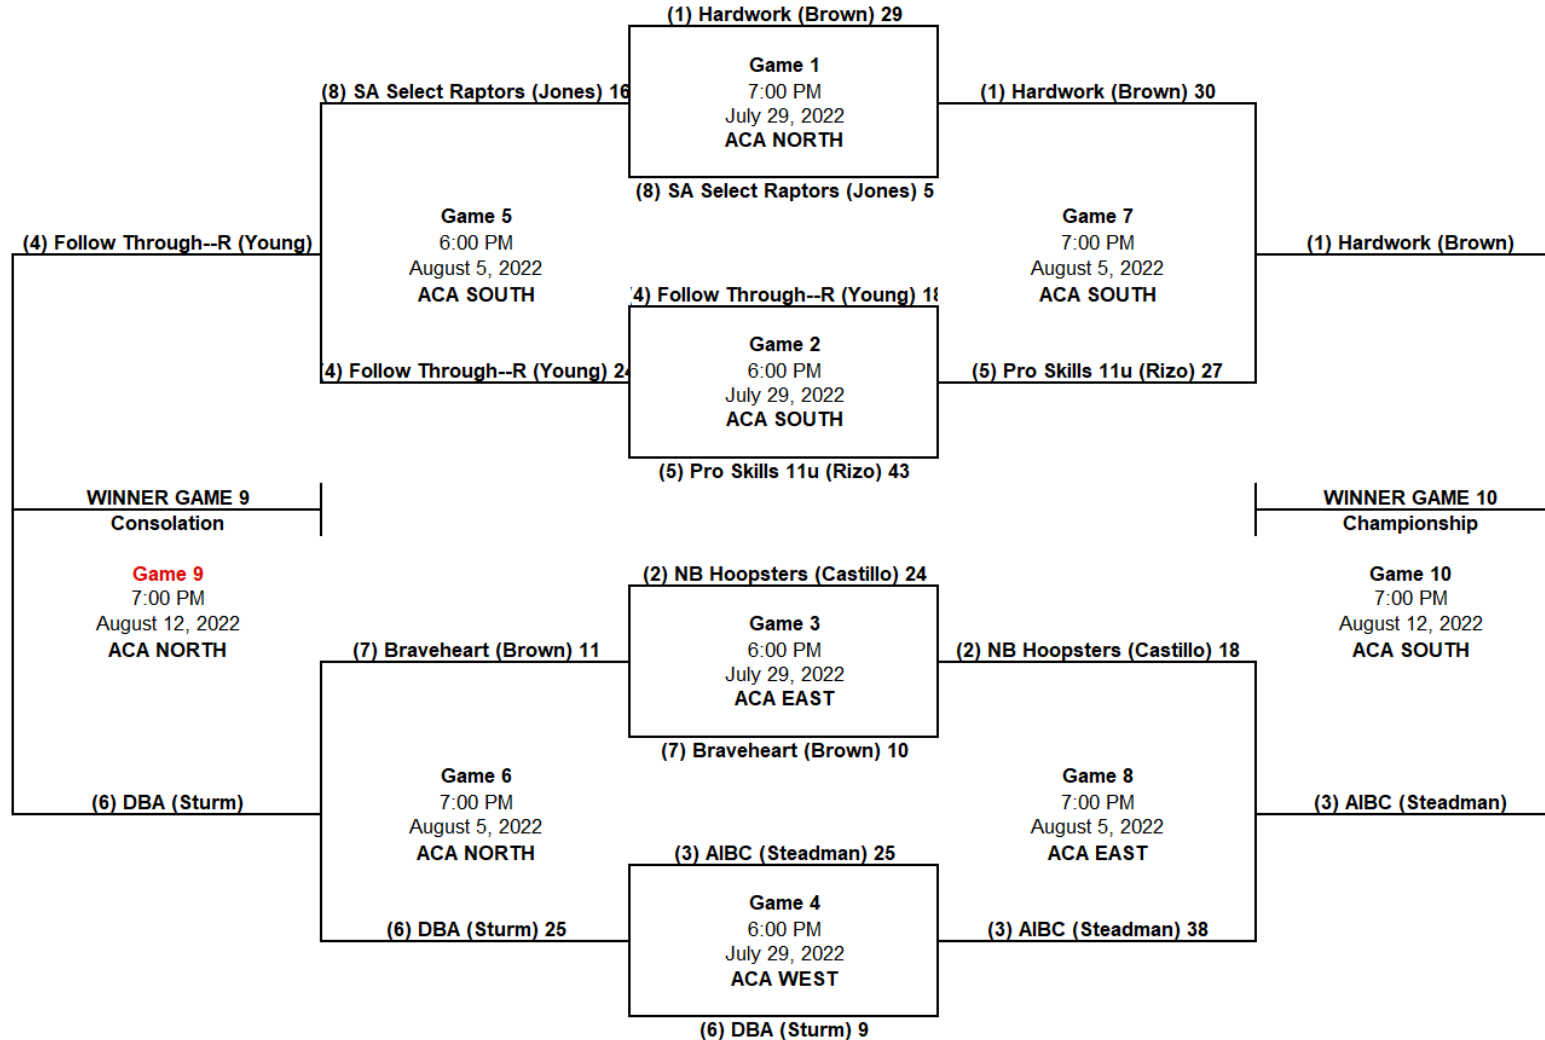 (1) Hardwork (Brown) 29
Game 1
7:00 PM
July 29, 2022
ACA NORTH
(8) SA Select Raptors (Jones) 5
(8) SA Select Raptors (Jones) 16
(1) Hardwork (Brown) 30
Game 5
6:00 PM
August 5, 2022
ACA SOUTH
Game 7
7:00 PM
August 5, 2022
ACA SOUTH
(4) Follow Through--R (Young)
(1) Hardwork (Brown)
4) Follow Through--R (Young) 18
Game 2
6:00 PM
July 29, 2022
ACA SOUTH
(5) Pro Skills 11u (Rizo) 43
4) Follow Through--R (Young) 24
(5) Pro Skills 11u (Rizo) 27
WINNER GAME 9
Consolation
WINNER GAME 10
Championship
Game 9
7:00 PM
August 12, 2022
ACA NORTH
(2) NB Hoopsters (Castillo) 24
Game 3
6:00 PM
July 29, 2022
ACA EAST
(7) Braveheart (Brown) 10
Game 10
7:00 PM
August 12, 2022
ACA SOUTH
(7) Braveheart (Brown) 11
(2) NB Hoopsters (Castillo) 18
Game 6
7:00 PM
August 5, 2022
ACA NORTH
Game 8
7:00 PM
August 5, 2022
ACA EAST
(6) DBA (Sturm)
(3) AIBC (Steadman)
(3) AIBC (Steadman) 25
Game 4
6:00 PM
July 29, 2022
ACA WEST
(6) DBA (Sturm) 9
(6) DBA (Sturm) 25
(3) AIBC (Steadman) 38